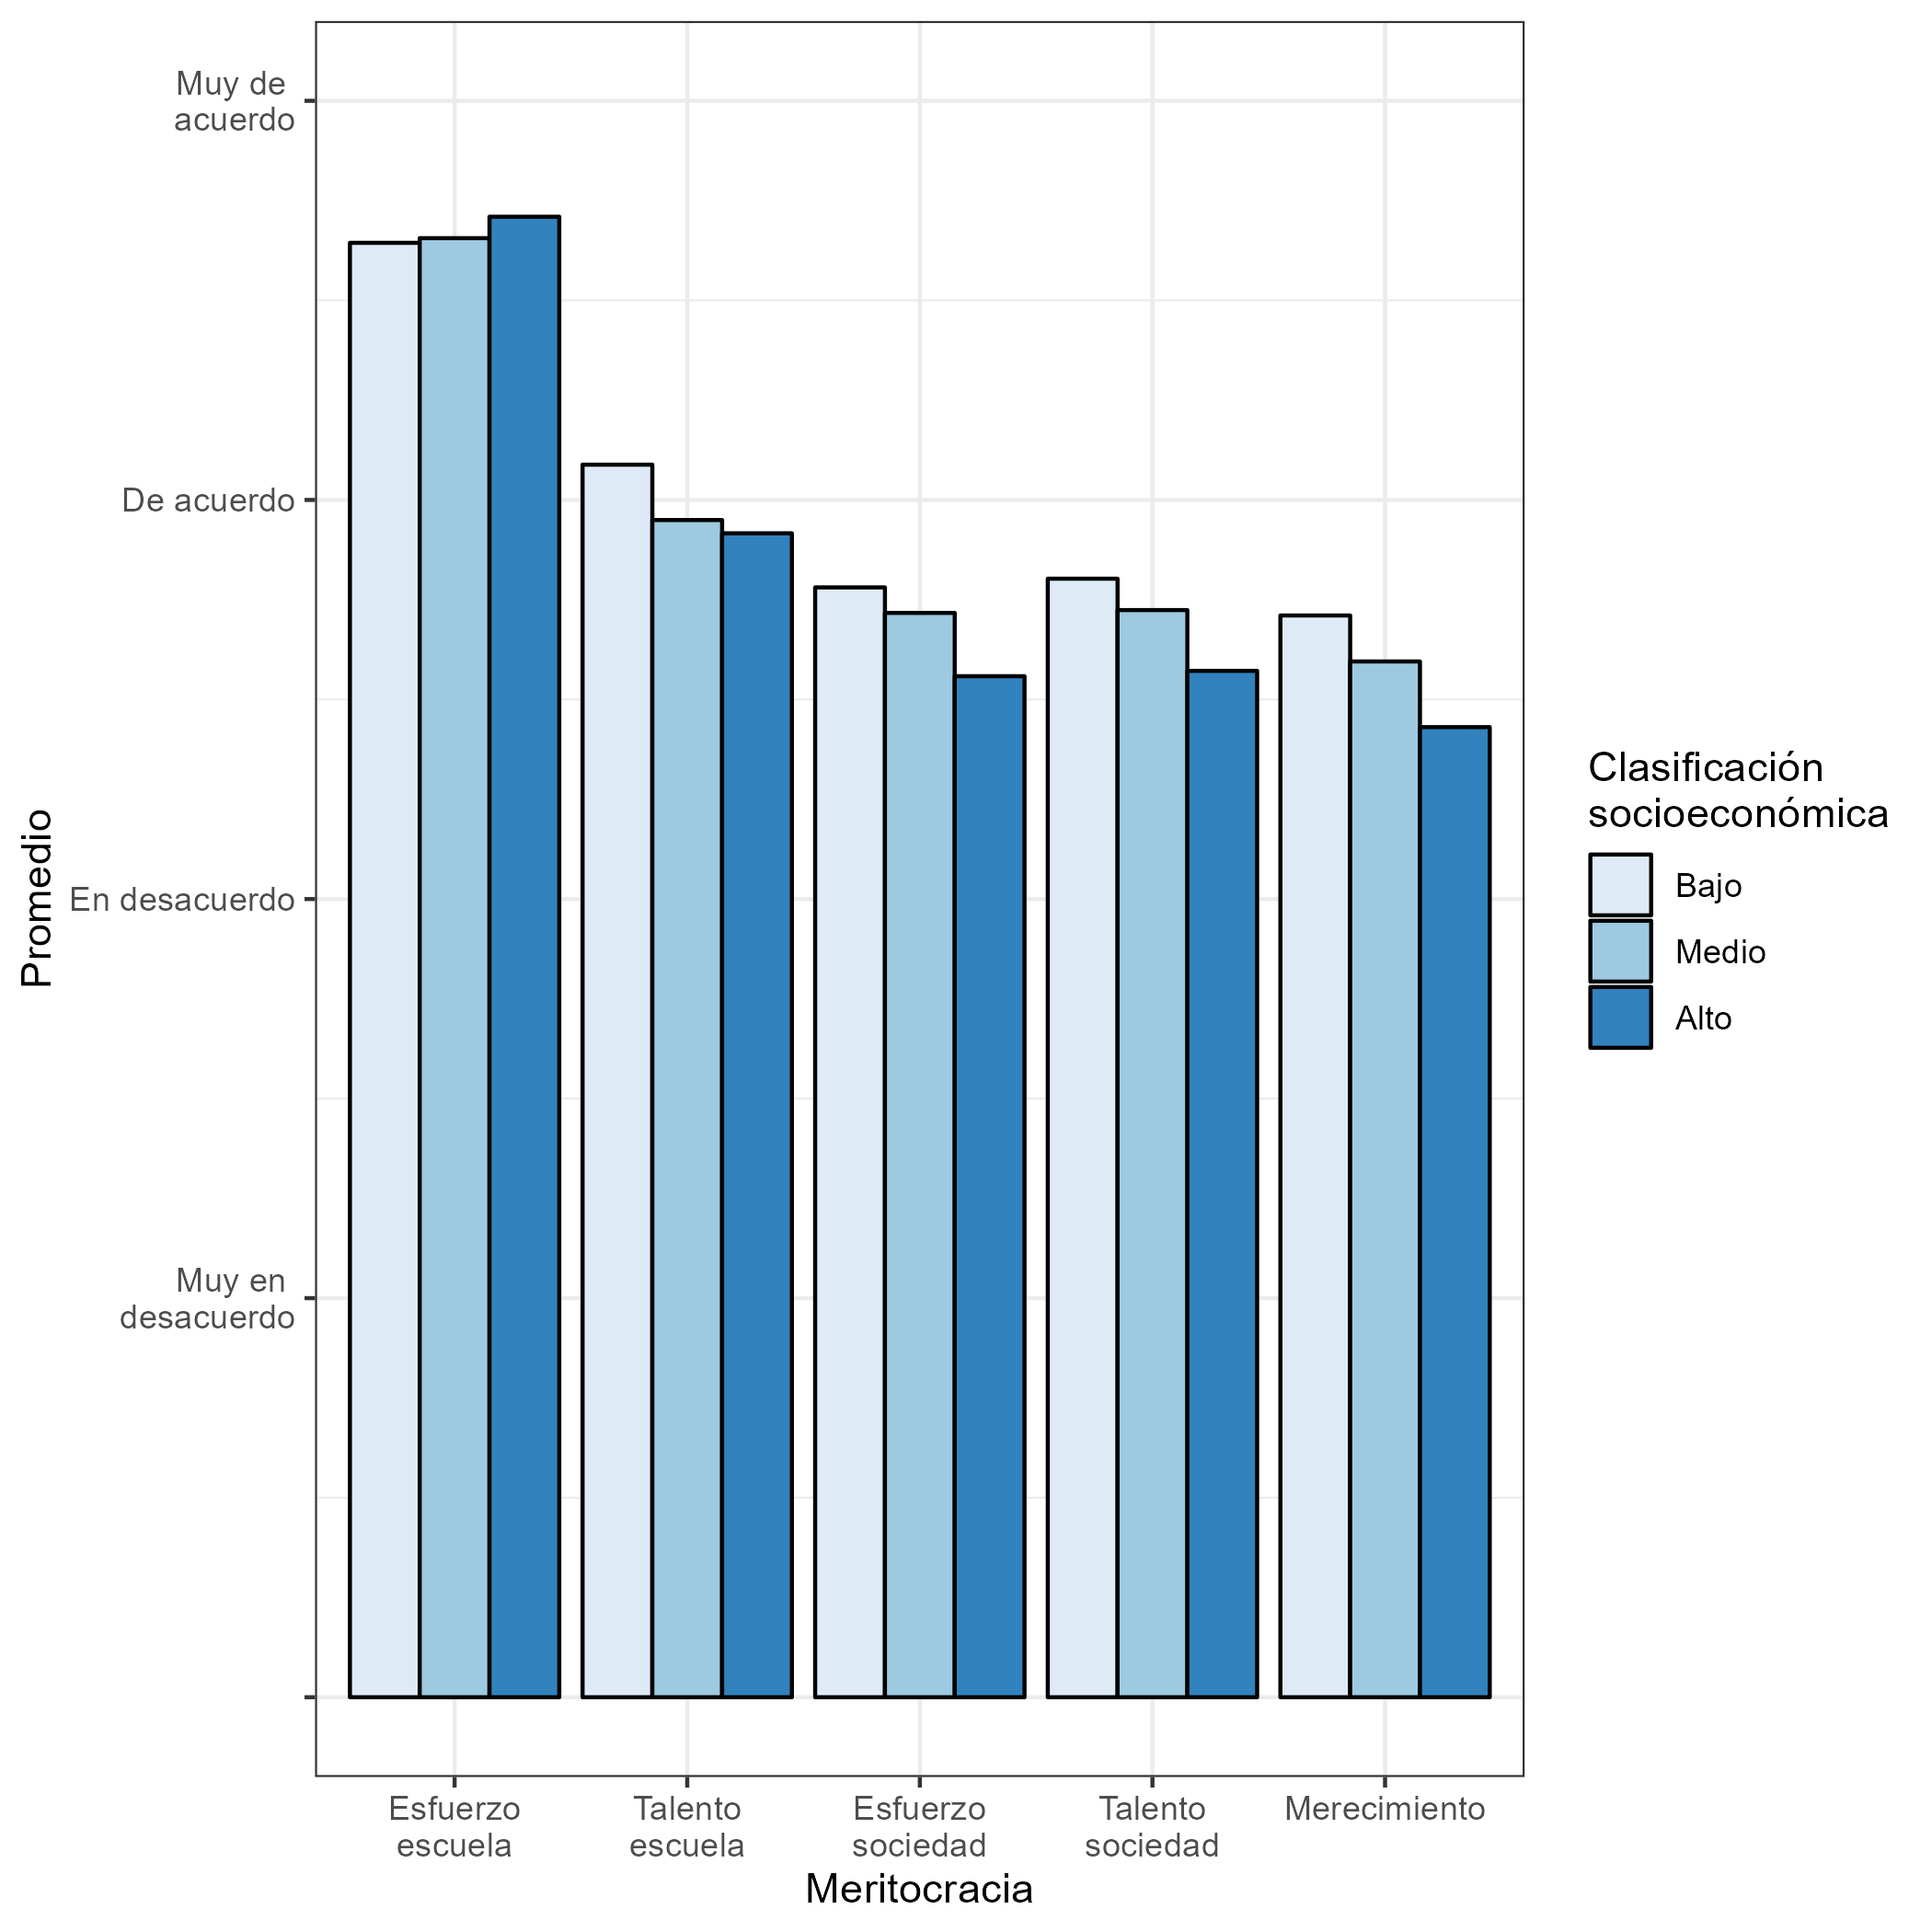 Muy de
acuerdo
De acuerdo
En desacuerdo
Muy en
desacuerdo
Promedio
Esfuerzo
escuela
Talento
escuela
Esfuerzo
sociedad
Talento
sociedad
Merecimiento
Meritocracia
Clasificación
socioeconómica
Bajo
Medio
Alto